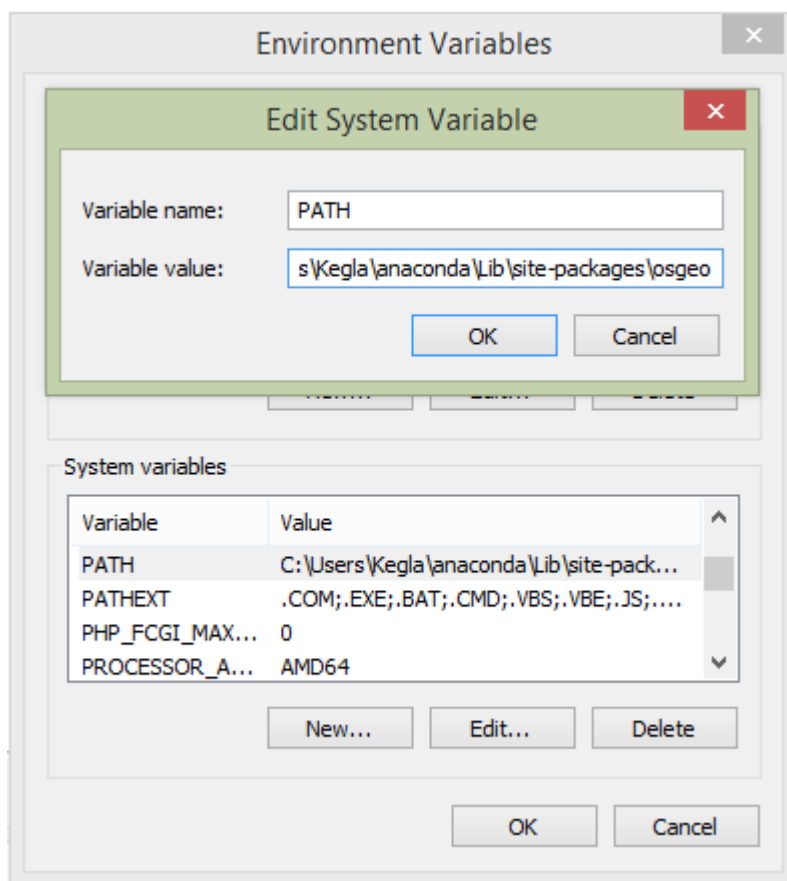 Environment Variables
Edit System Variable
Variable name: PATH
Variable value: s\Kegla\anaconda\Lib\site-packages\osgeo
OK Cancel
System variables
Variable Value
PATH C:\Users\Kegla\anaconda\Lib\site-pack...
PATHEXT .COM;.EXE;.BAT;.CMD;.VBS;.VBE;.JS;....
PHP_FCGI_MAX... 0
PROCESSOR_A... AMD64
New... Edit... Delete
OK Cancel